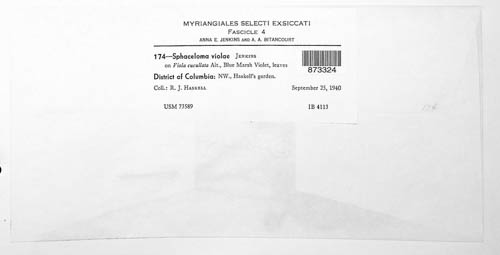 MYRIANGIALES SELECTI EXSICCATI
FASCICLE 4
ANNA E. JENKINS AND A. A. BITANCOURT
174—Sphaceloma violae JENKINS
on Viola cucullata Ait., Blue Marsh Violet, leaves
District of Columbia: NW., Haskell's garden.
Coll.: R. J. HASKELL
September 25, 1940
USM 73589
IB 4113
873324